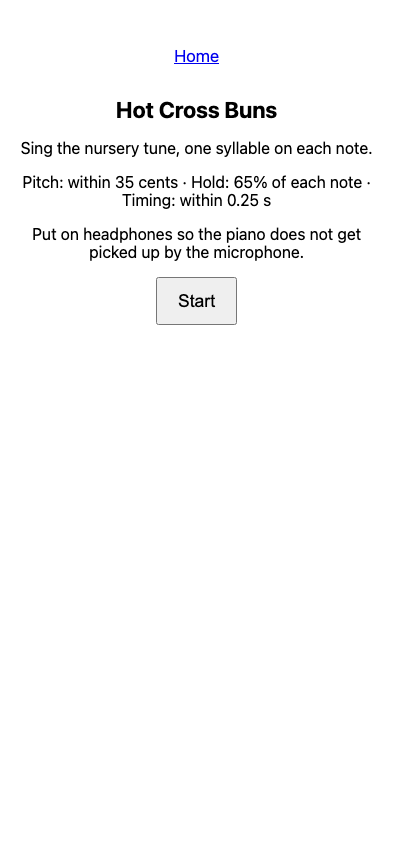 Home
Hot Cross Buns
Sing the nursery tune, one syllable on each note.
Pitch: within 35 cents · Hold: 65% of each note ·
Timing: within 0.25 s
Put on headphones so the piano does not get
picked up by the microphone.
Start